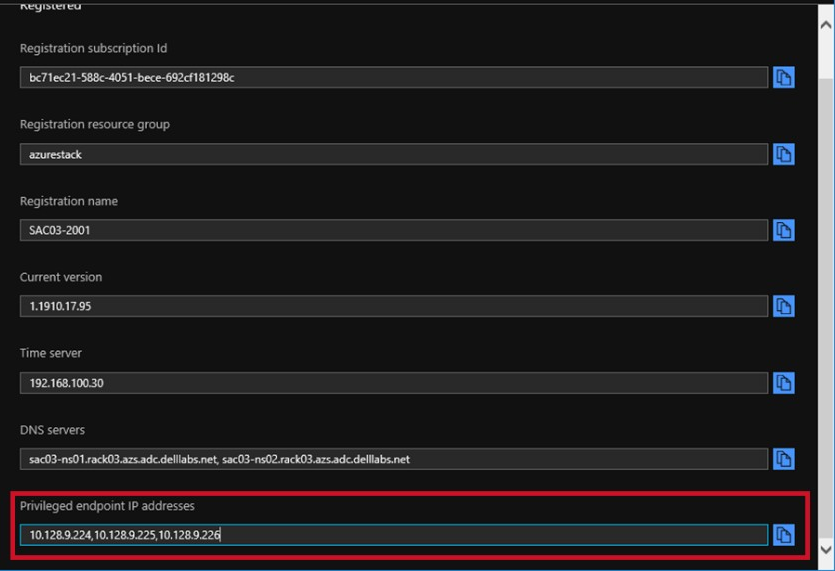 Registered
Registration subscription Id
bc71ec21-588c-4051-bece-692cf181298c
Registration resource group
azurestack
Registration name
SAC03-2001
Current version
1.1910.17.95
Time server
192.168.100.30
DNS servers
sac03-ns01.rack03.azs.adc.delllabs.net, sac03-ns02.rack03.azs.adc.delllabs.net
Privileged endpoint IP addresses
10.128.9.224,10.128.9.225,10.128.9.226